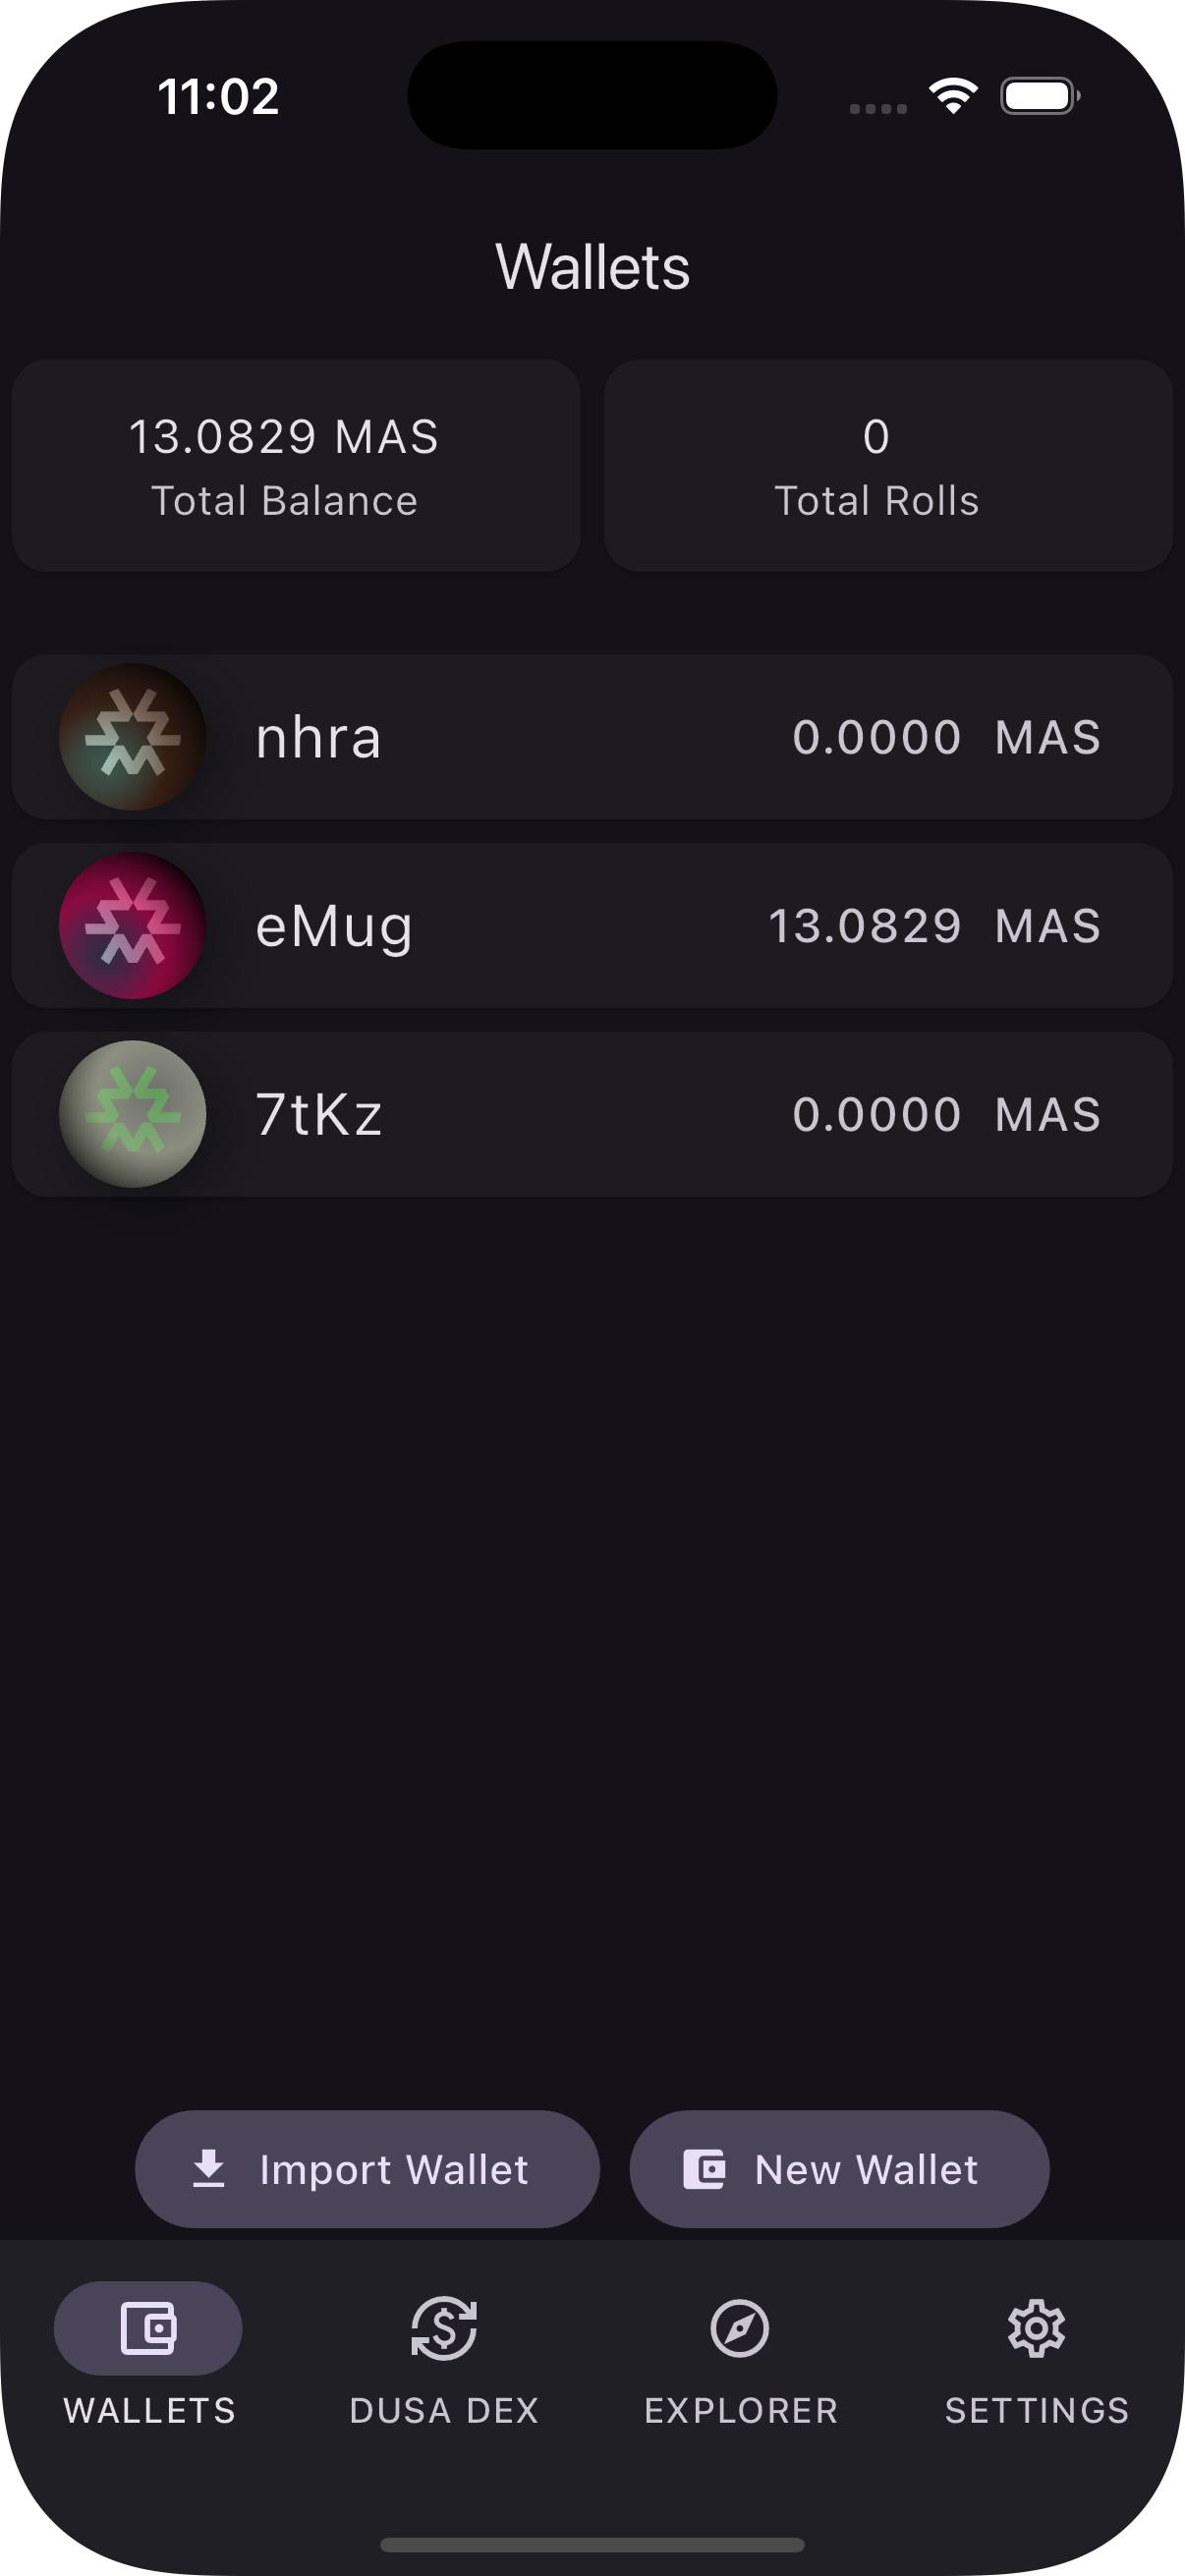 11:02
Wallets
13.0829 MAS
Total Balance
0
Total Rolls
nhra 0.0000 MAS
eMug 13.0829 MAS
7tKz 0.0000 MAS
Import Wallet
New Wallet
WALLETS DUSA DEX EXPLORER SETTINGS